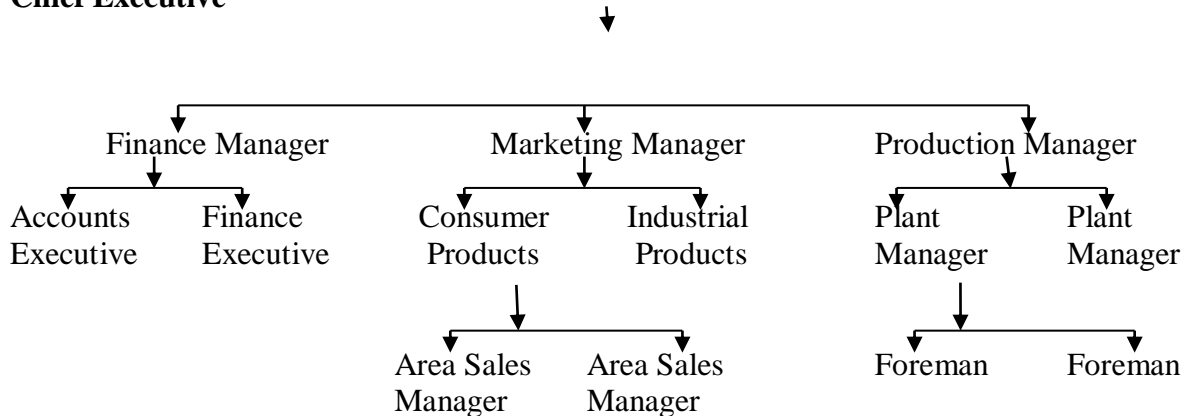 Chief Executive
Finance Manager Marketing Manager Production Manager
Accounts Finance Consumer Industrial Plant Plant
Executive Executive Products Products Manager Manager
Area Sales Area Sales Foreman Foreman
Manager Manager